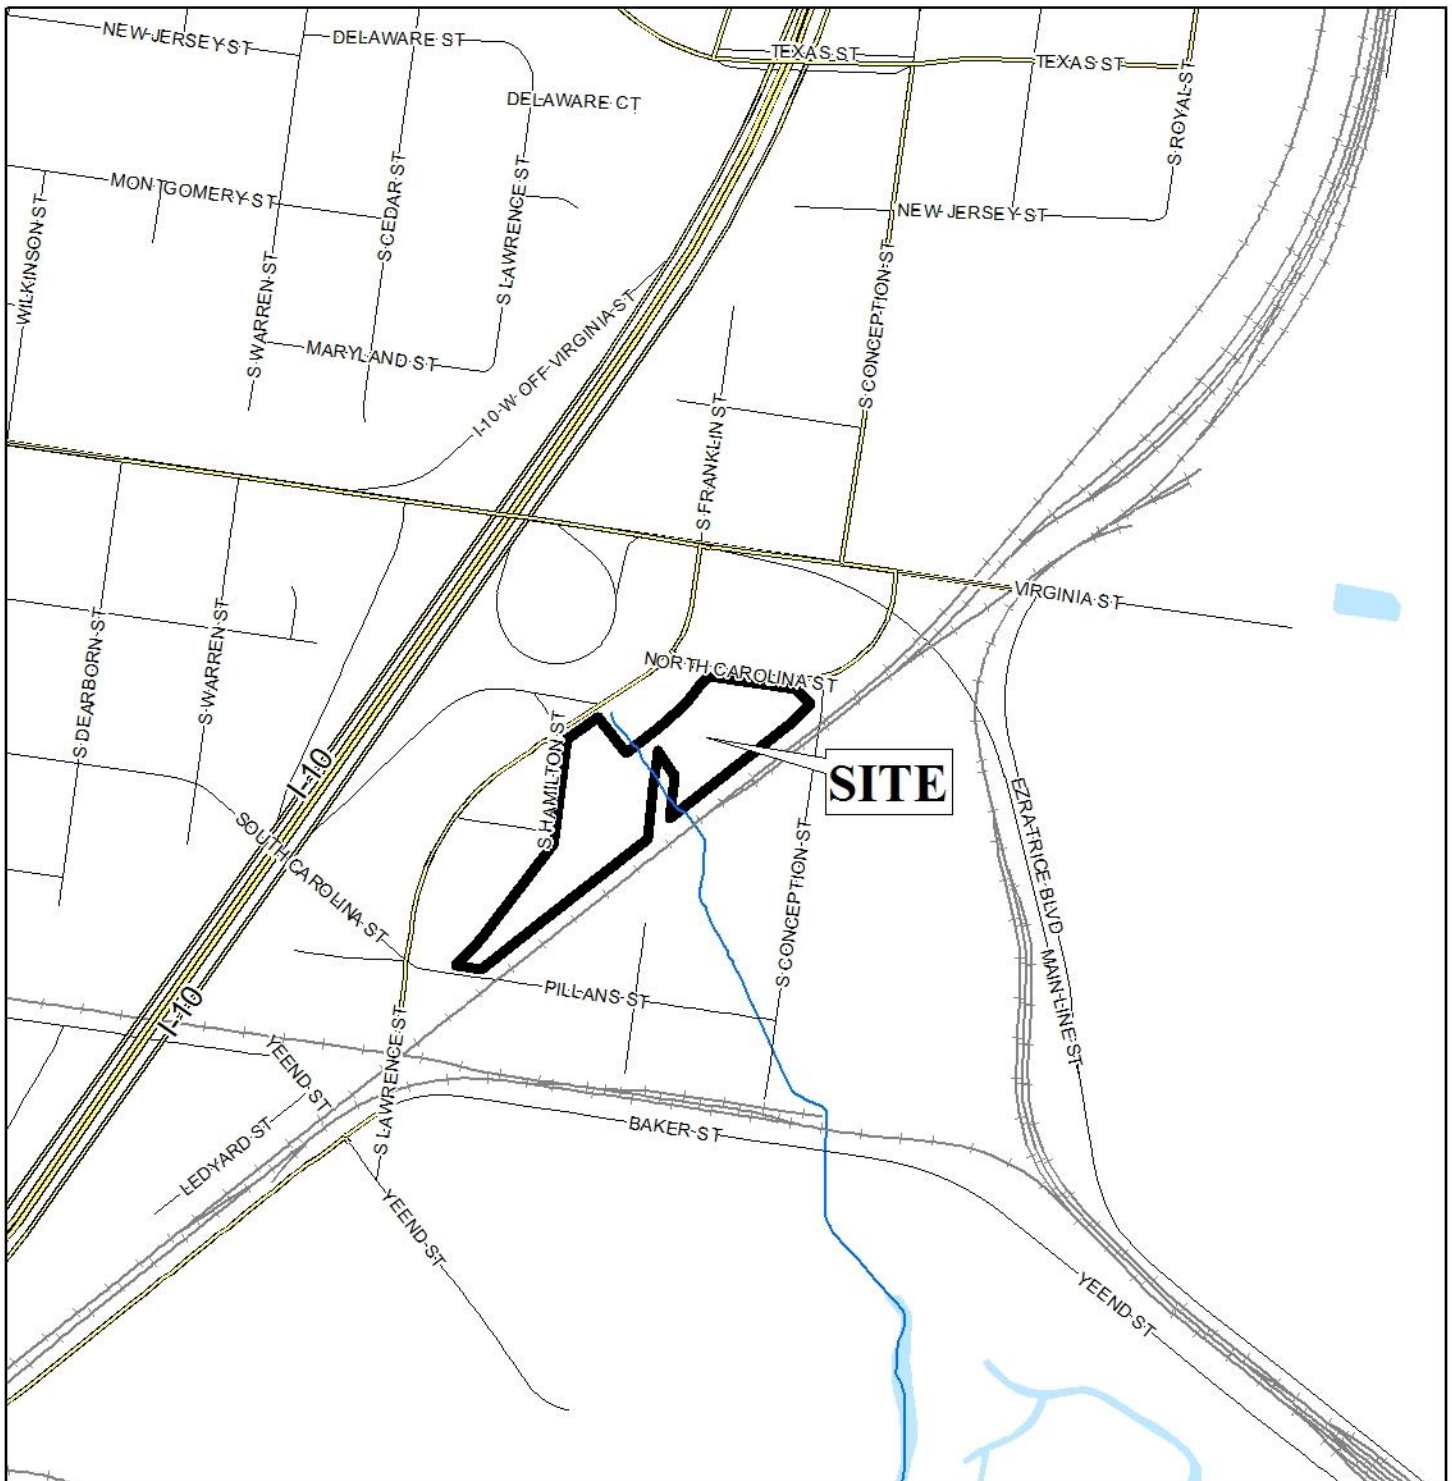 NEW JERSEY ST
DELAWARE ST
TEXAS ST
TEXAS ST
DELAWARE CT
S ROYAL ST
MONTGOMERY ST
S CEDAR ST
S LAWRENCE ST
WILKINSON ST
NEW JERSEY ST
S WARREN ST
S CONCEPTION ST
MARYLAND ST
I-10 W OFF VIRGINIA ST
S FRANKLIN ST
VIRGINIA ST
S DEARBORN ST
S WARREN ST
NORTH CAROLINA ST
S HAMILTON ST
I-10
SITE
SOUTH CAROLINA ST
EZRA TRICE BLVD
S CONCEPTION ST
PILLANS ST
MAIN LINE ST
I-10
YEEND ST
S LAWRENCE ST
LEDYARD ST
BAKER ST
YEEND ST
YEEND ST